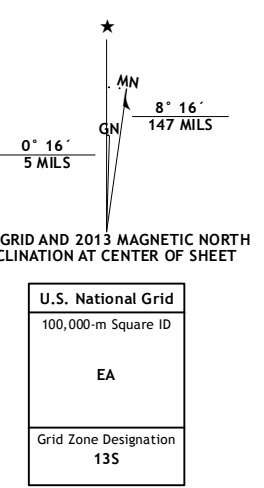 ★
MN
GN
8° 16´
147 MILS
0° 16´
5 MILS
GRID AND 2013 MAGNETIC NORTH
CLINATION AT CENTER OF SHEET
U.S. National Grid
100,000-m Square ID
EA
Grid Zone Designation
13S